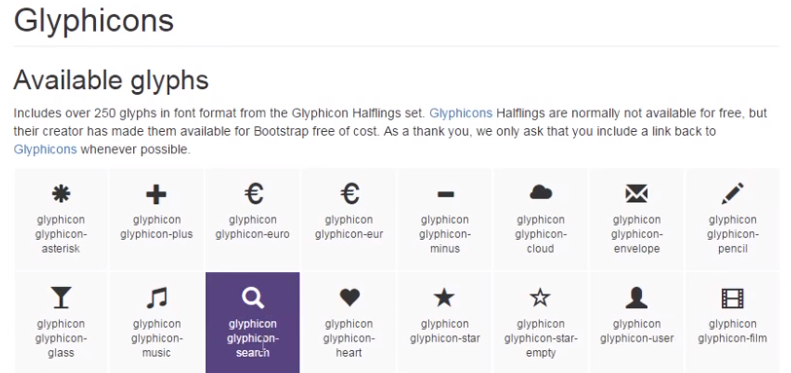 Glyphicons
Available glyphs
Includes over 250 glyphs in font format from the Glyphicon Halflings set. Glyphicons Halflings are normally not available for free, but
their creator has made them available for Bootstrap free of cost. As a thank you, we only ask that you include a link back to
Glyphicons whenever possible.
glyphicon
glyphicon-
asterisk
glyphicon
glyphicon-plus
glyphicon
glyphicon-euro
glyphicon
glyphicon-eur
glyphicon
glyphicon-
minus
glyphicon
glyphicon-
cloud
glyphicon
glyphicon-
envelope
glyphicon
glyphicon-
pencil
glyphicon
glyphicon-
glass
glyphicon
glyphicon-
music
glyphicon
glyphicon-
search
glyphicon
glyphicon-
heart
glyphicon
glyphicon-star
glyphicon
glyphicon-star-
empty
glyphicon
glyphicon-user
glyphicon
glyphicon-film